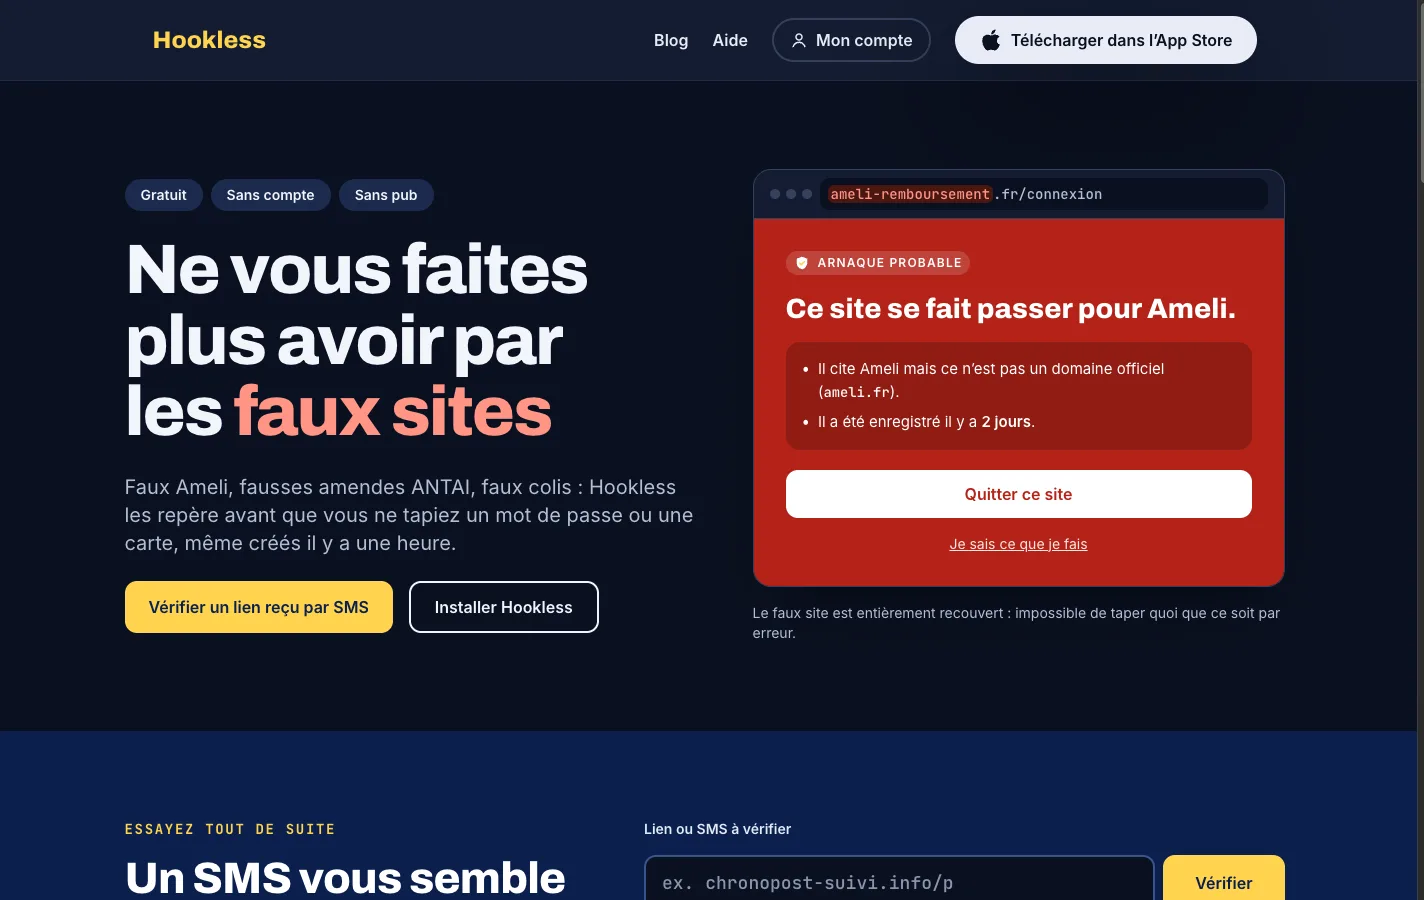 Hookless
Blog
Aide
Mon compte
Télécharger dans l’App Store
Gratuit
Sans compte
Sans pub
Ne vous faites
plus avoir par
les faux sites
Faux Ameli, fausses amendes ANTAI, faux colis : Hookless
les repère avant que vous ne tapiez un mot de passe ou une
carte, même créés il y a une heure.
Vérifier un lien reçu par SMS
Installer Hookless
ameli-remboursement.fr/connexion
ARNAQUE PROBABLE
Ce site se fait passer pour Ameli.
• Il cite Ameli mais ce n’est pas un domaine officiel
(ameli.fr).
• Il a été enregistré il y a 2 jours.
Quitter ce site
Je sais ce que je fais
Le faux site est entièrement recouvert : impossible de taper quoi que ce soit par
erreur.
ESSAYEZ TOUT DE SUITE
Un SMS vous semble
Lien ou SMS à vérifier
ex. chronopost-suivi.info/p
Vérifier